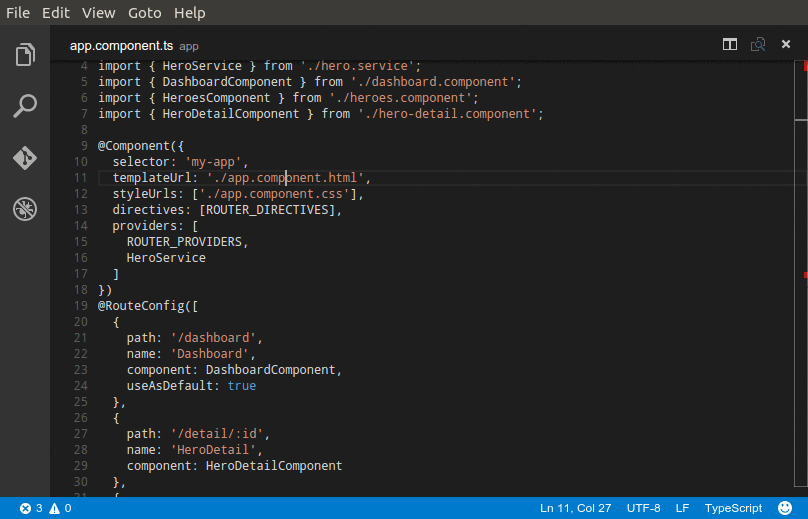 File Edit View Goto Help
app.component.ts app
4 import { HeroService } from './hero.service';
5 import { DashboardComponent } from './dashboard.component';
6 import { HeroesComponent } from './heroes.component';
7 import { HeroDetailComponent } from './hero-detail.component';
8
9 @Component({
10 selector: 'my-app',
11 templateUrl: './app.component.html',
12 styleUrls: ['./app.component.css'],
13 directives: [ROUTER_DIRECTIVES],
14 providers: [
15 ROUTER_PROVIDERS,
16 HeroService
17 ]
18 })
19 @RouteConfig([
20 {
21 path: '/dashboard',
22 name: 'Dashboard',
23 component: DashboardComponent,
24 useAsDefault: true
25 },
26 {
27 path: '/detail/:id',
28 name: 'HeroDetail',
29 component: HeroDetailComponent
30 },
31 {
3 0 Ln 11, Col 27 UTF-8 LF TypeScript